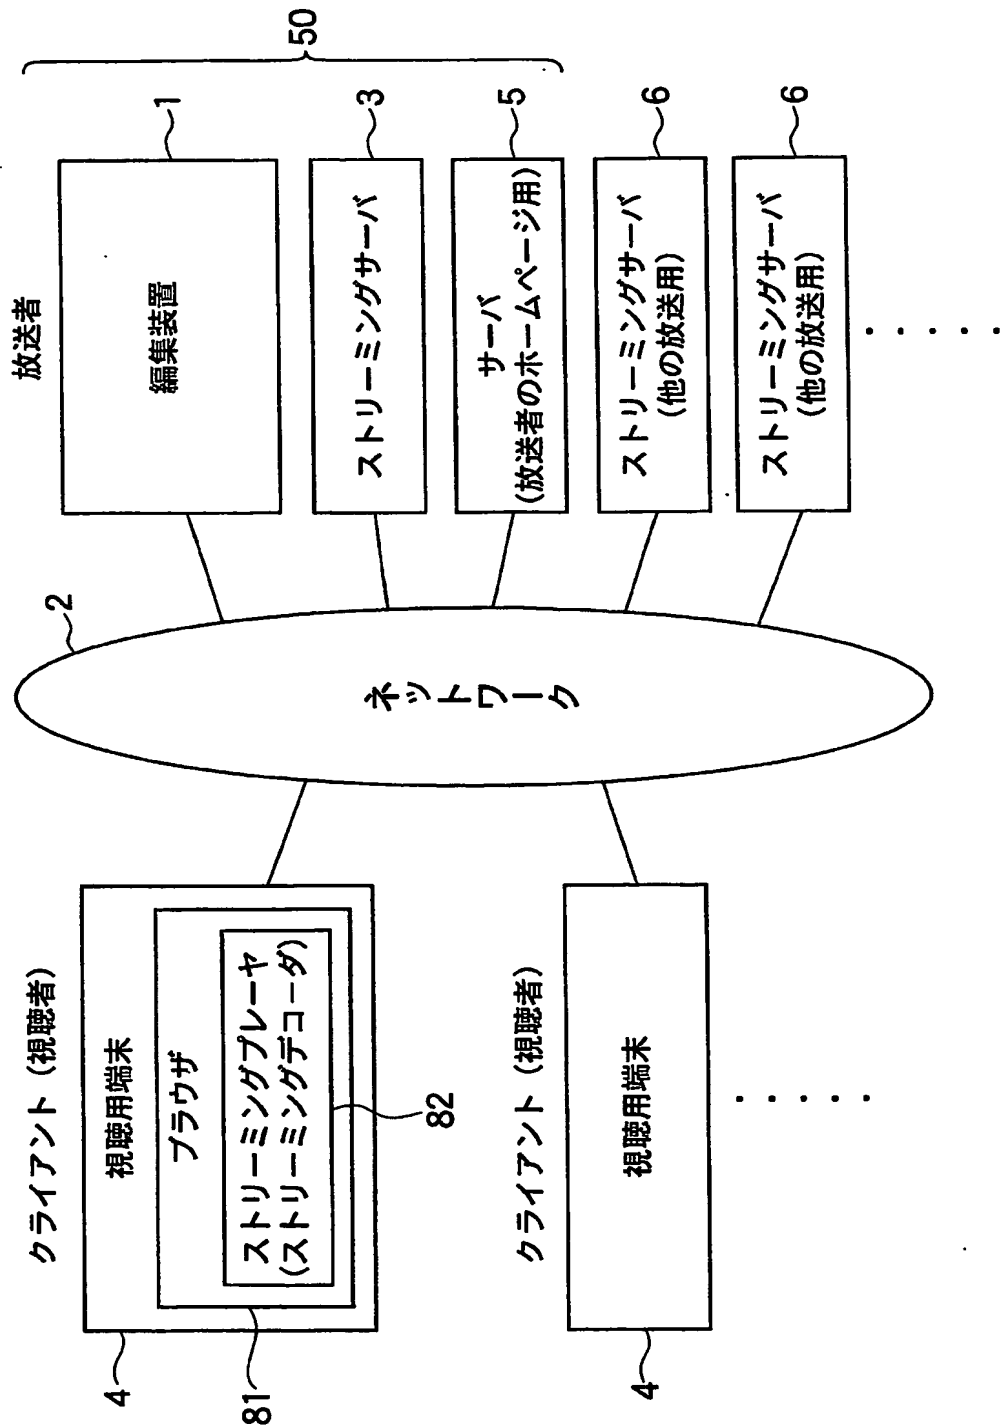 クライアント（視聴者）
視聴用端末
ブラウザ
ストリーミングプレーヤ
（ストリーミングデコーダ）
4
81
82
クライアント（視聴者）
視聴用端末
4
ネットワーク
2
放送者
編集装置
1
ストリーミングサーバ
3
サーバ
（放送者のホームページ用）
5
50
ストリーミングサーバ
（他の放送用）
6
ストリーミングサーバ
（他の放送用）
6